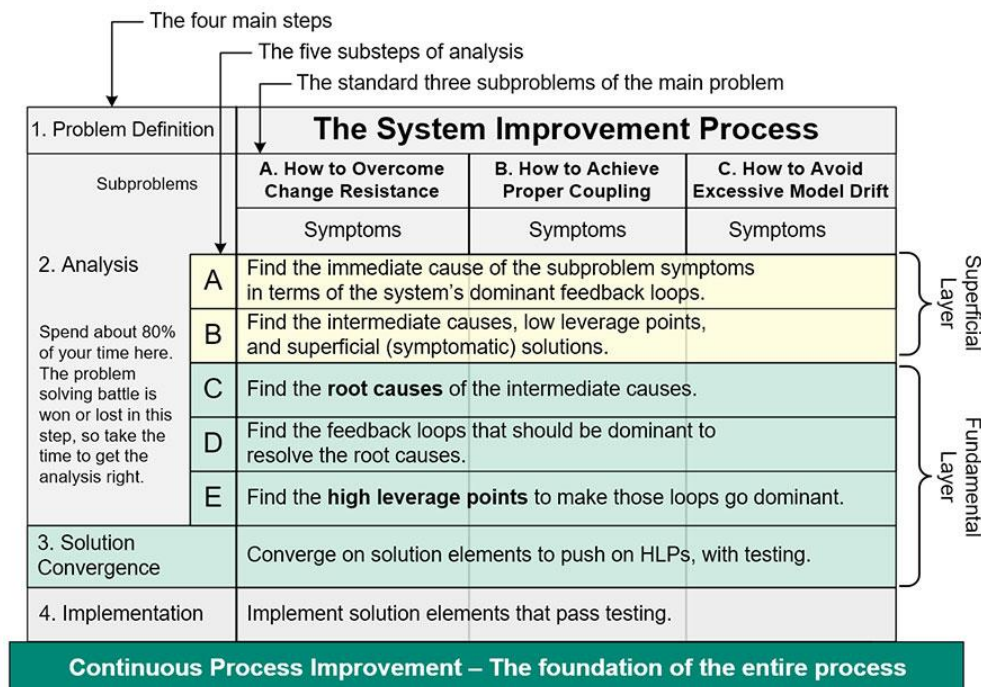 The four main steps
The five substeps of analysis
The standard three subproblems of the main problem
1. Problem Definition
The System Improvement Process
Subproblems
A. How to Overcome
Change Resistance
B. How to Achieve
Proper Coupling
C. How to Avoid
Excessive Model Drift
Symptoms
Symptoms
Symptoms
2. Analysis
Spend about 80%
of your time here.
The problem
solving battle is
won or lost in this
step, so take the
time to get the
analysis right.
A
Find the immediate cause of the subproblem symptoms
in terms of the system's dominant feedback loops.
B
Find the intermediate causes, low leverage points,
and superficial (symptomatic) solutions.
Superficial
Layer
C
Find the root causes of the intermediate causes.
D
Find the feedback loops that should be dominant to
resolve the root causes.
E
Find the high leverage points to make those loops go dominant.
3. Solution
Convergence
Converge on solution elements to push on HLPs, with testing.
Fundamental
Layer
4. Implementation
Implement solution elements that pass testing.
Continuous Process Improvement – The foundation of the entire process